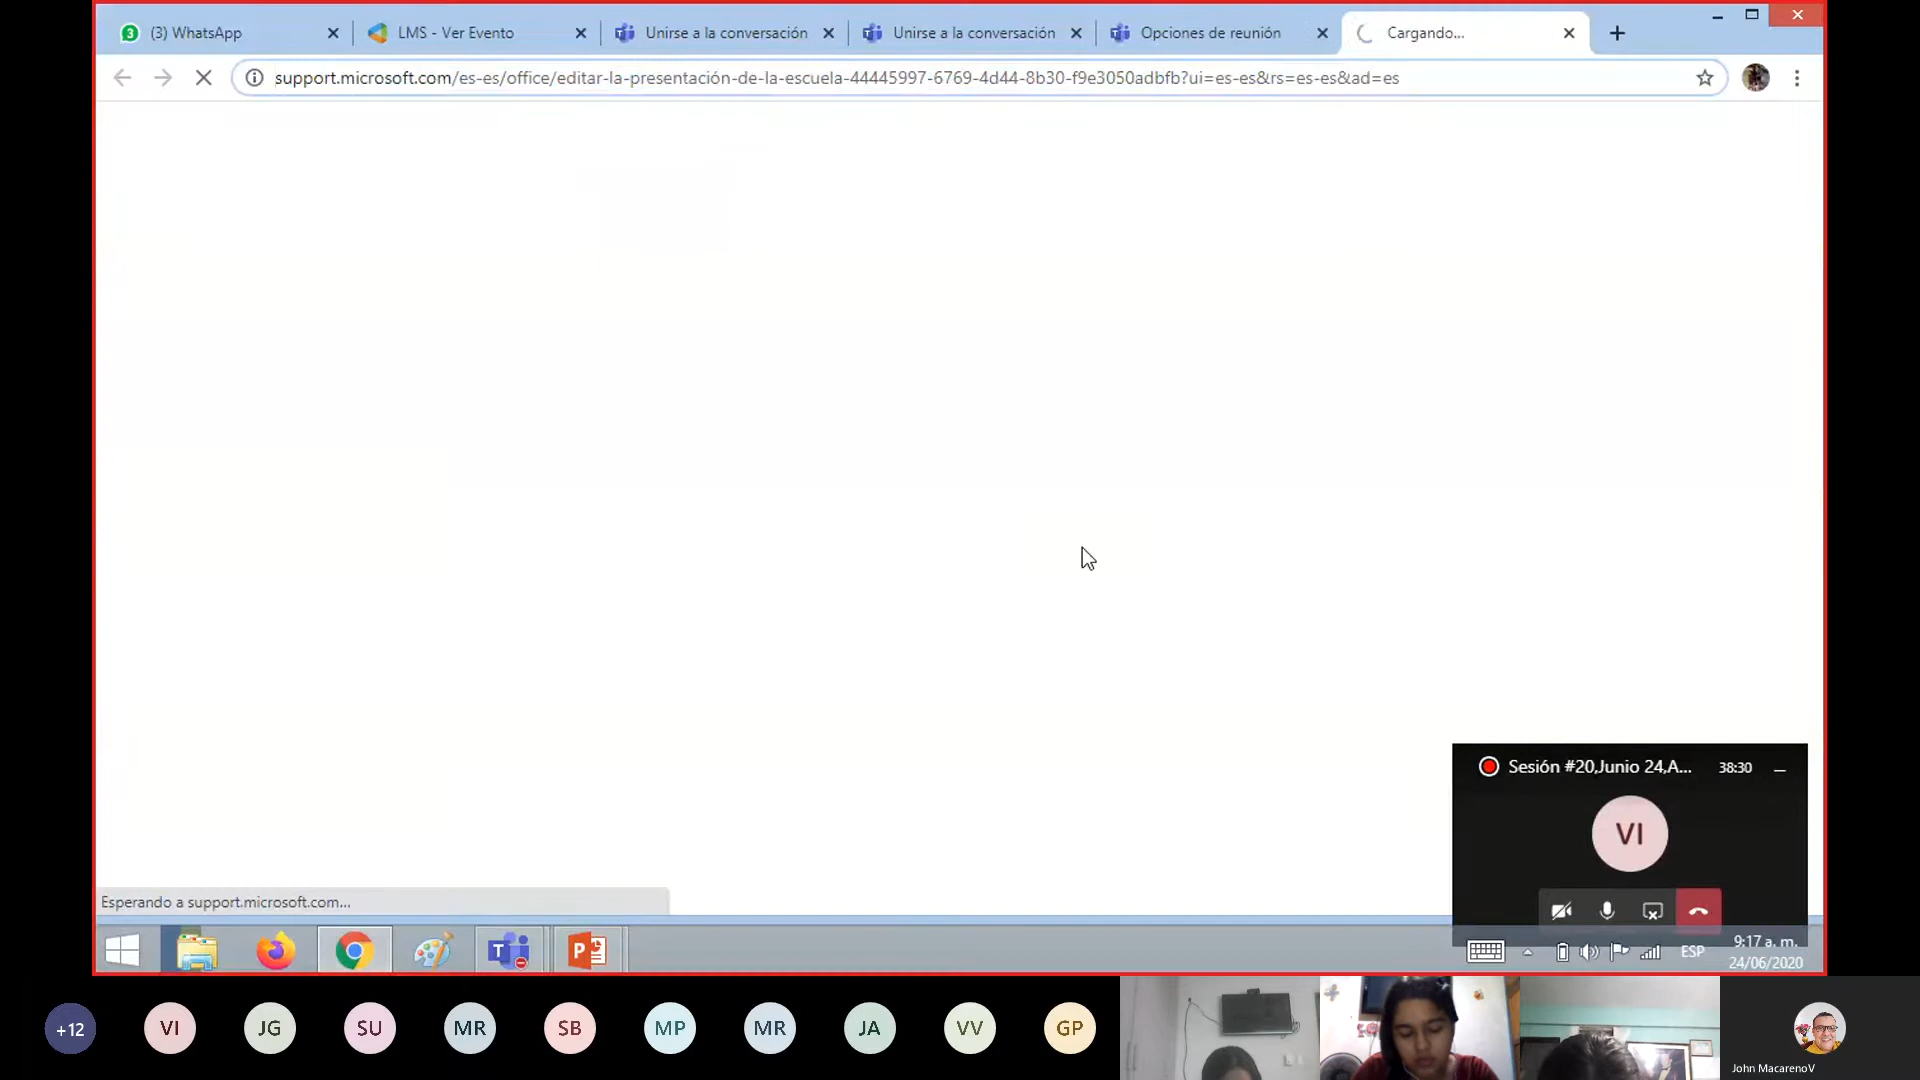 3 (3) WhatsApp
LMS - Ver Evento
Unirse a la conversación
Unirse a la conversación
Opciones de reunión
Cargando...
support.microsoft.com/es-es/office/editar-la-presentación-de-la-escuela-44445997-6769-4d44-8b30-f9e3050adbfb?ui=es-es&rs=es-es&ad=es
Sesión #20,Junio 24,A... 38:30
VI
Esperando a support.microsoft.com...
ESP
9:17 a. m.
24/06/2020
+12 VI JG SU MR SB MP MR JA VV GP
John MacarenoV